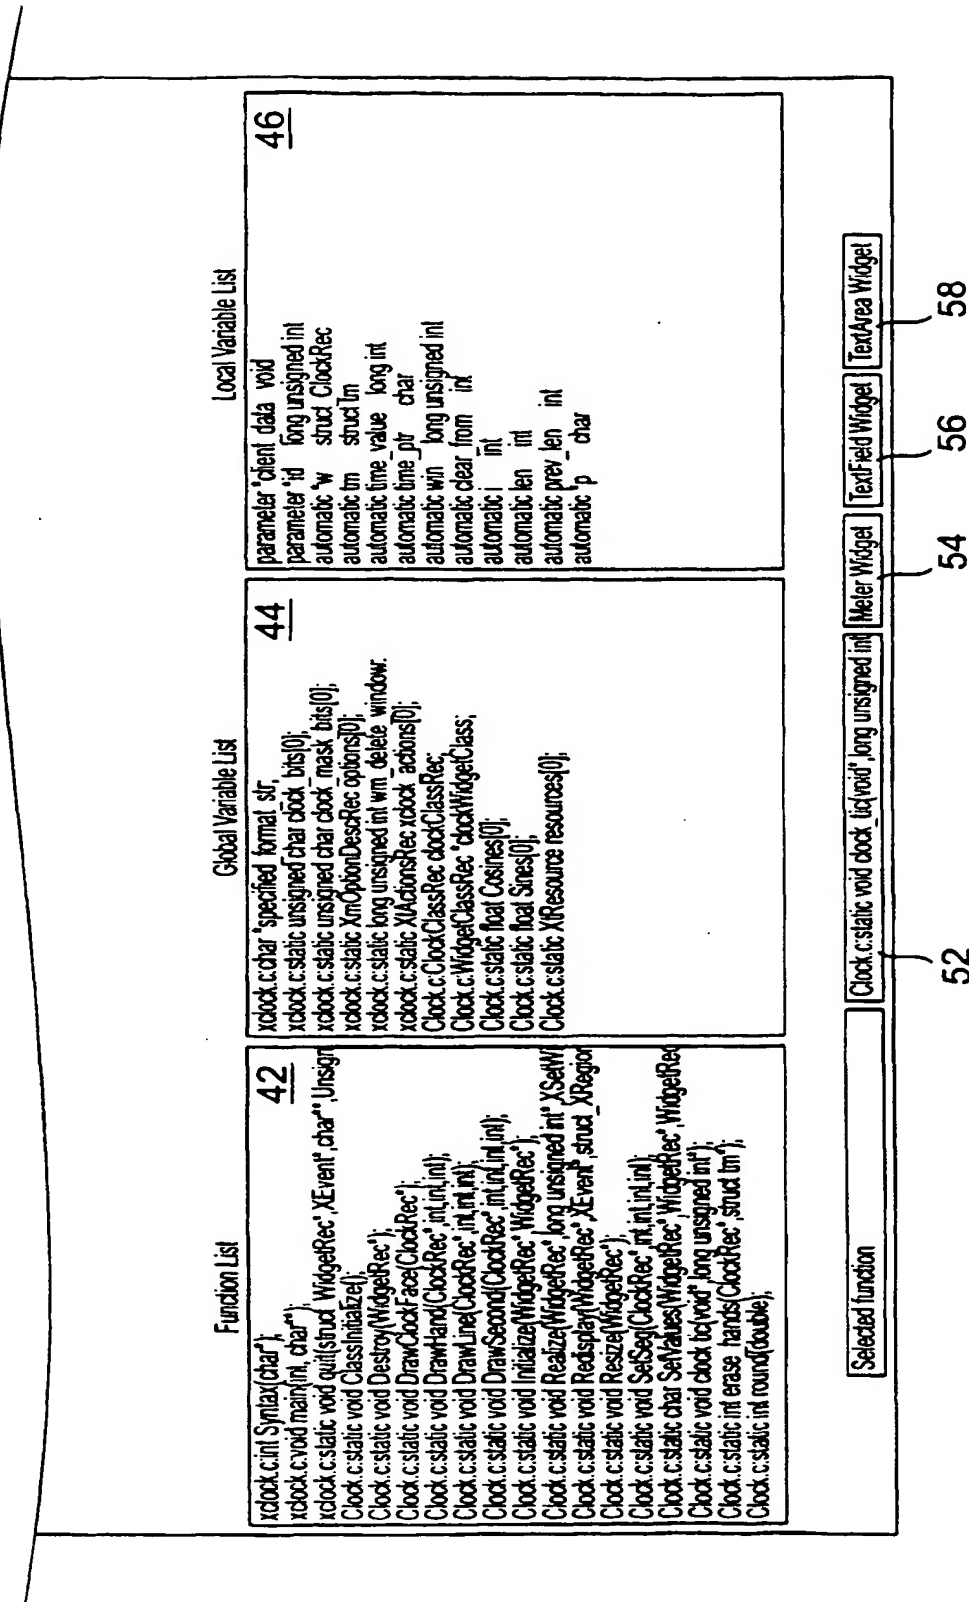 Function List
42
xclock.c:int Syntax(char*);
xclock.c:void main(int, char**);
xclock.c:static void quit(struct_WidgetRec*,XEvent*,char**,Unsign
Clock.c:static void ClassInitialize();
Clock.c:static void Destroy(WidgetRec*);
Clock.c:static void DrawClockFace(ClockRec*);
Clock.c:static void DrawHand(ClockRec*,int,int,int);
Clock.c:static void DrawLine(ClockRec*,int,int,int);
Clock.c:static void DrawSecond(ClockRec*,int,int,int,int);
Clock.c:static void Initialize(WidgetRec*,WidgetRec*);
Clock.c:static void Realize(WidgetRec*,long unsigned int*,XSetWi
Clock.c:static void Redisplay(WidgetRec*,XEvent*,struct_XRegion
Clock.c:static void Resize(WidgetRec*);
Clock.c:static void SetSeg(ClockRec*,int,int,int,int);
Clock.c:static char SetValues(WidgetRec*,WidgetRec*,WidgetRec
Clock.c:static void clock tic(void*,long unsigned int*);
Clock.c:static int erase_hands(ClockRec*,struct tm*);
Clock.c:static int round(double);
Global Variable List
44
xclock.c:char *specified_format_str;
xclock.c:static unsigned char clock_bits[0];
xclock.c:static unsigned char clock_mask_bits[0];
xclock.c:static XmOptionDescRec options[0];
xclock.c:static long unsigned int wm_delete_window:
xclock.c:static XtActionsRec xclock_actions[0];
Clock.c:ClockClassRec clockClassRec;
Clock.c:WidgetClassRec *clockWidgetClass;
Clock.c:static float Cosines[0];
Clock.c:static float Sines[0];
Clock.c:static XtResource resources[0];
Local Variable List
46
parameter *client_data void
parameter *id long unsigned int
automatic *w struct ClockRec
automatic tm struct tm
automatic time_value long int
automatic time_ptr char
automatic win long unsigned int
automatic clear_from int
automatic i int
automatic len int
automatic prev_len int
automatic *p char
Selected function
Clock.c:static void clock_tic(void*,long unsigned int
Meter Widget
TextField Widget
TextArea Widget
52
54
56
58